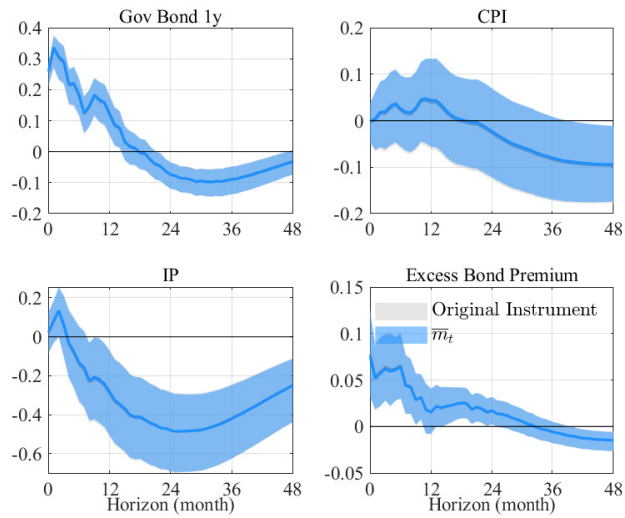 Gov Bond 1y
CPI
0.4
0.3
0.2
0.1
0
-0.1
-0.2
0 12 24 36 48
0.2
0.1
0
-0.1
-0.2
0 12 24 36 48
IP
Excess Bond Premium
0.2
0
-0.2
-0.4
-0.6
0 12 24 36 48
Horizon (month)
0.15
0.1
0.05
0
-0.05
Original Instrument
m̅ₜ
0 12 24 36 48
Horizon (month)